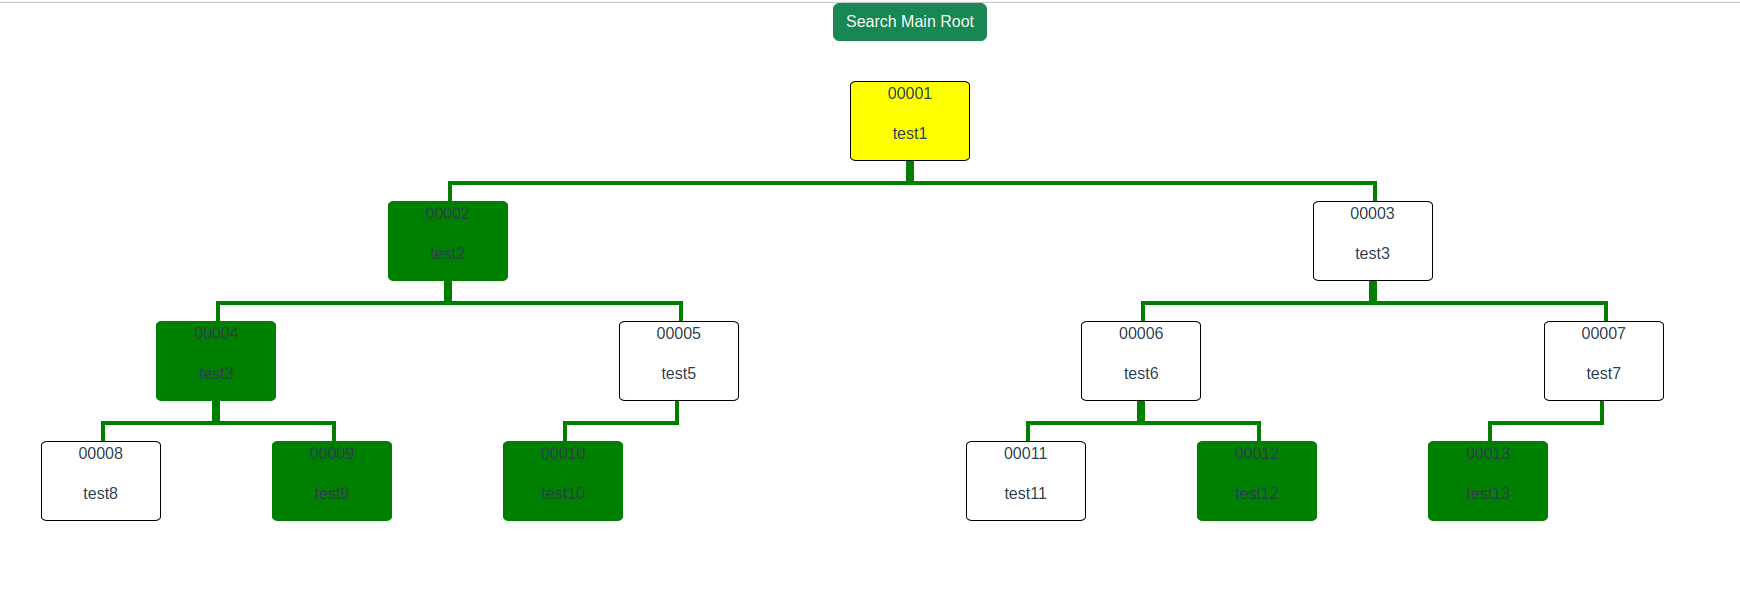 Search Main Root
00001
test1
00002
test2
00003
test3
00004
test3
00005
test5
00006
test6
00007
test7
00008
test8
00009
test9
00010
test10
00011
test11
00012
test12
00013
test13